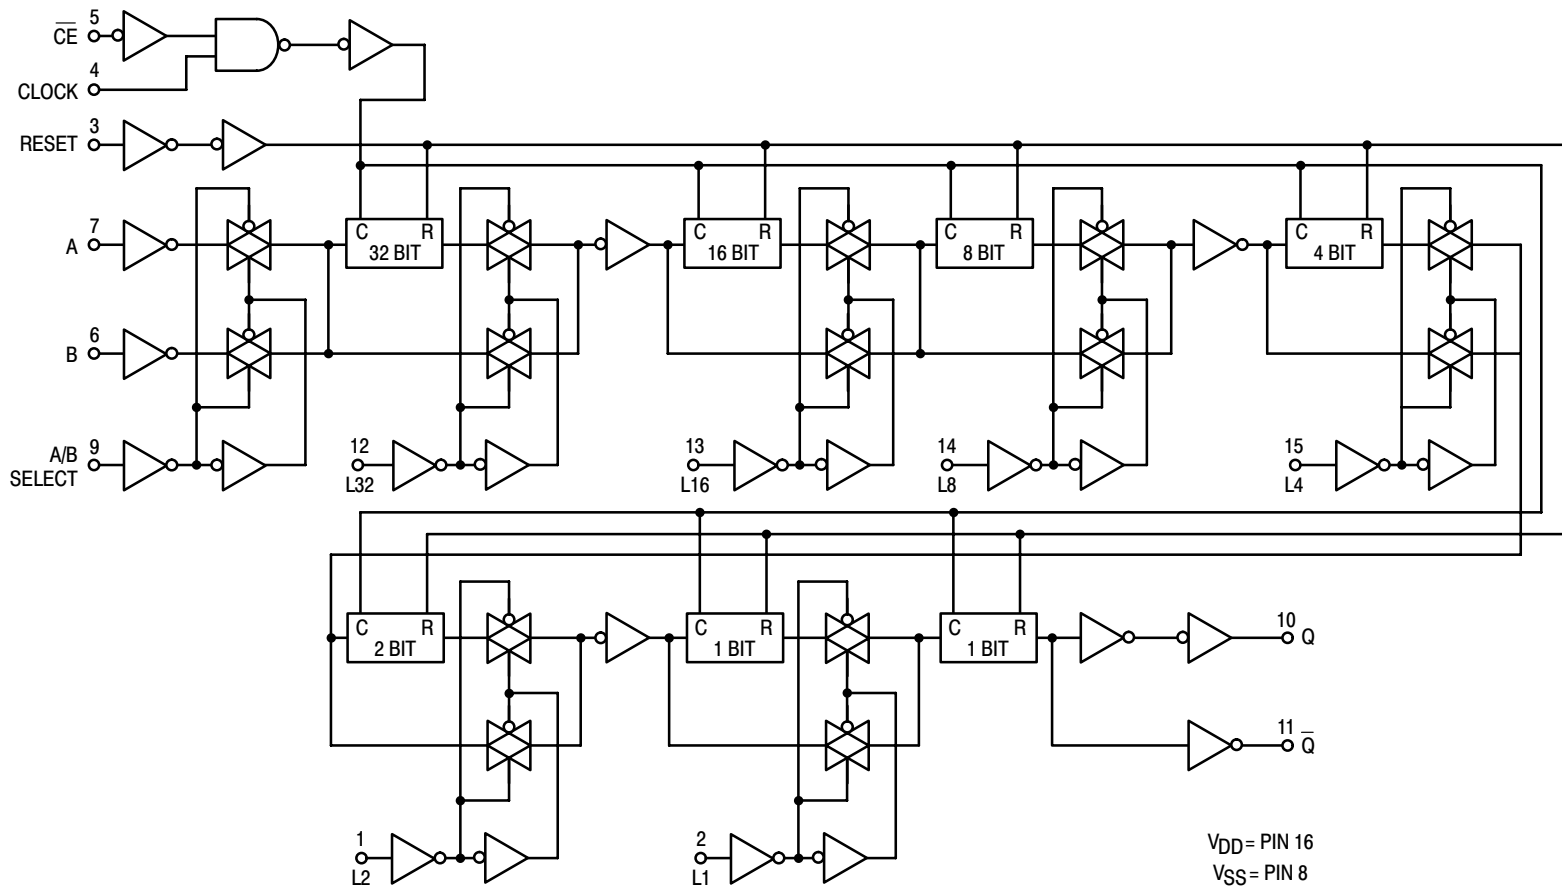 5
C̅E̅
4
CLOCK
3
RESET
7
A
C R
32 BIT
C R
16 BIT
C R
8 BIT
C R
4 BIT
6
B
A/B
SELECT
9
12
L32
13
L16
14
L8
15
L4
C R
2 BIT
C R
1 BIT
C R
1 BIT
10
Q
11
Q̅
1
L2
2
L1
VDD = PIN 16
VSS = PIN 8